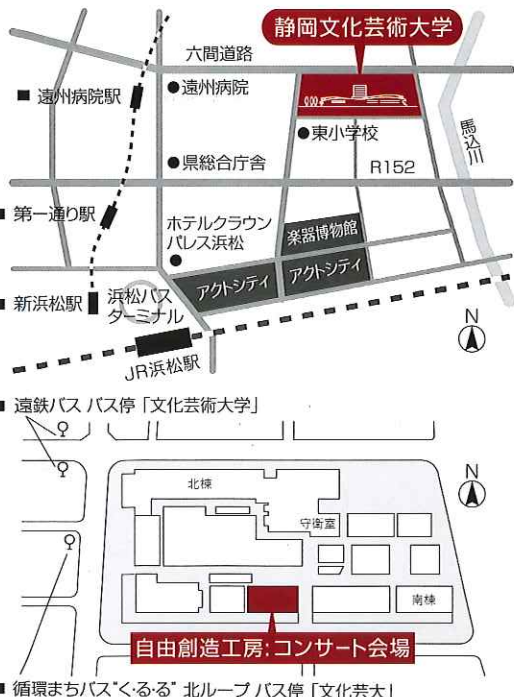 静岡文化芸術大学
六間道路
■ 遠州病院駅
●遠州病院
●東小学校
馬込川
●県総合庁舎
R152
■ 第一通り駅
ホテルクラウン
パレス浜松
楽器博物館
アクトシティ
アクトシティ
■ 新浜松駅
浜松バス
ターミナル
N
JR浜松駅
■ 遠鉄バス バス停「文化芸術大学」
N
北棟
守衛室
南棟
自由創造工房:コンサート会場
■ 循環まちバス"く・る・る" 北ループ バス停「文化芸大」